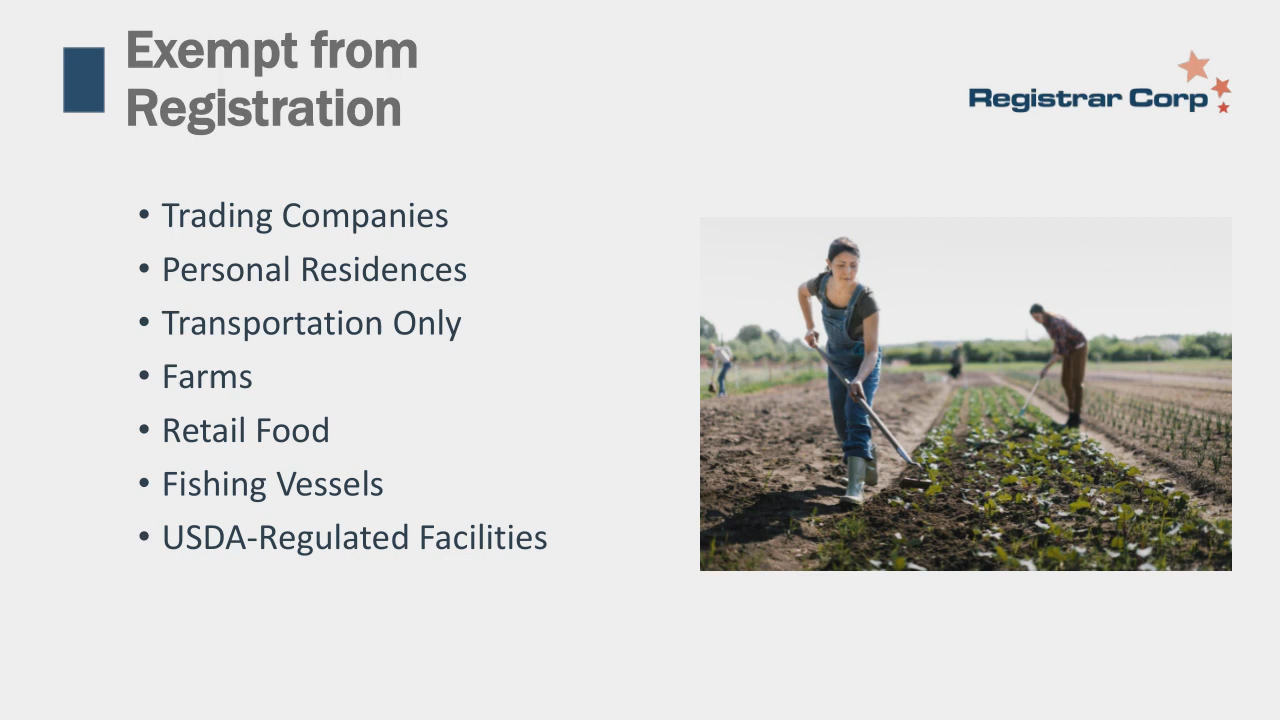 Exempt from
Registration
Registrar Corp
• Trading Companies
• Personal Residences
• Transportation Only
• Farms
• Retail Food
• Fishing Vessels
• USDA-Regulated Facilities